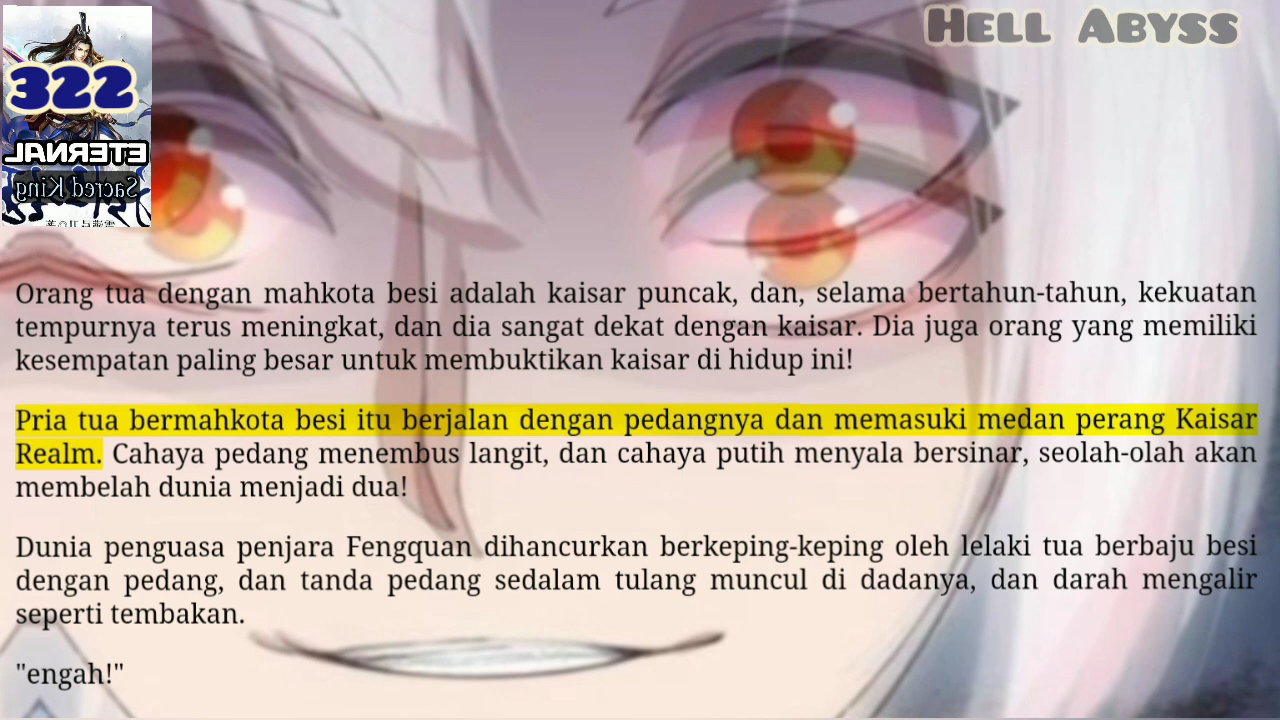 Hell Abyss
322
ETERNAL
Sacred King
Orang tua dengan mahkota besi adalah kaisar puncak, dan, selama bertahun-tahun, kekuatan
tempurnya terus meningkat, dan dia sangat dekat dengan kaisar. Dia juga orang yang memiliki
kesempatan paling besar untuk membuktikan kaisar di hidup ini!
Pria tua bermahkota besi itu berjalan dengan pedangnya dan memasuki medan perang Kaisar
Realm. Cahaya pedang menembus langit, dan cahaya putih menyala bersinar, seolah-olah akan
membelah dunia menjadi dua!
Dunia penguasa penjara Fengquan dihancurkan berkeping-keping oleh lelaki tua berbaju besi
dengan pedang, dan tanda pedang sedalam tulang muncul di dadanya, dan darah mengalir
seperti tembakan.
"engah!"